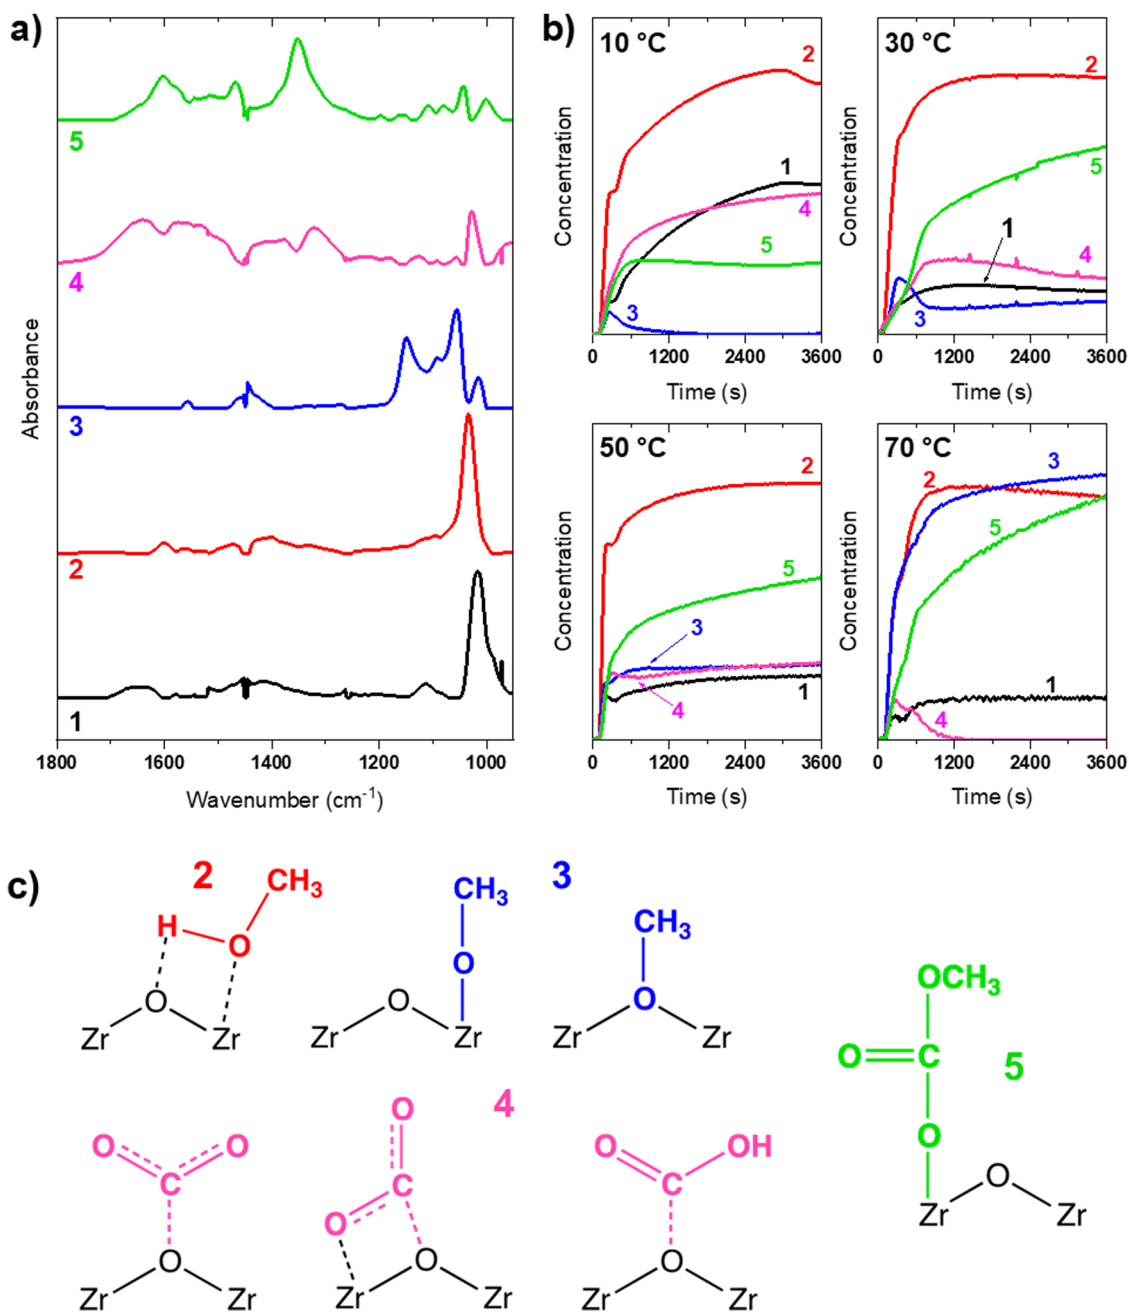 a)
5
4
3
2
1
Absorbance
1800 1600 1400 1200 1000
Wavenumber (cm-1)
b)
10 °C
2
1
4
5
3
Concentration
0 1200 2400 3600
Time (s)
30 °C
2
5
1
4
3
Concentration
0 1200 2400 3600
Time (s)
50 °C
2
5
3
4
1
Concentration
0 1200 2400 3600
Time (s)
70 °C
3
2
5
1
4
Concentration
0 1200 2400 3600
Time (s)
c)
2
CH3
H
O
O
Zr Zr
3
CH3
O
O
Zr Zr
CH3
O
Zr Zr
4
O O
C
O
Zr Zr
O
C
O
O
Zr Zr
O OH
C
O
Zr Zr
5
OCH3
O C
O
O
Zr Zr